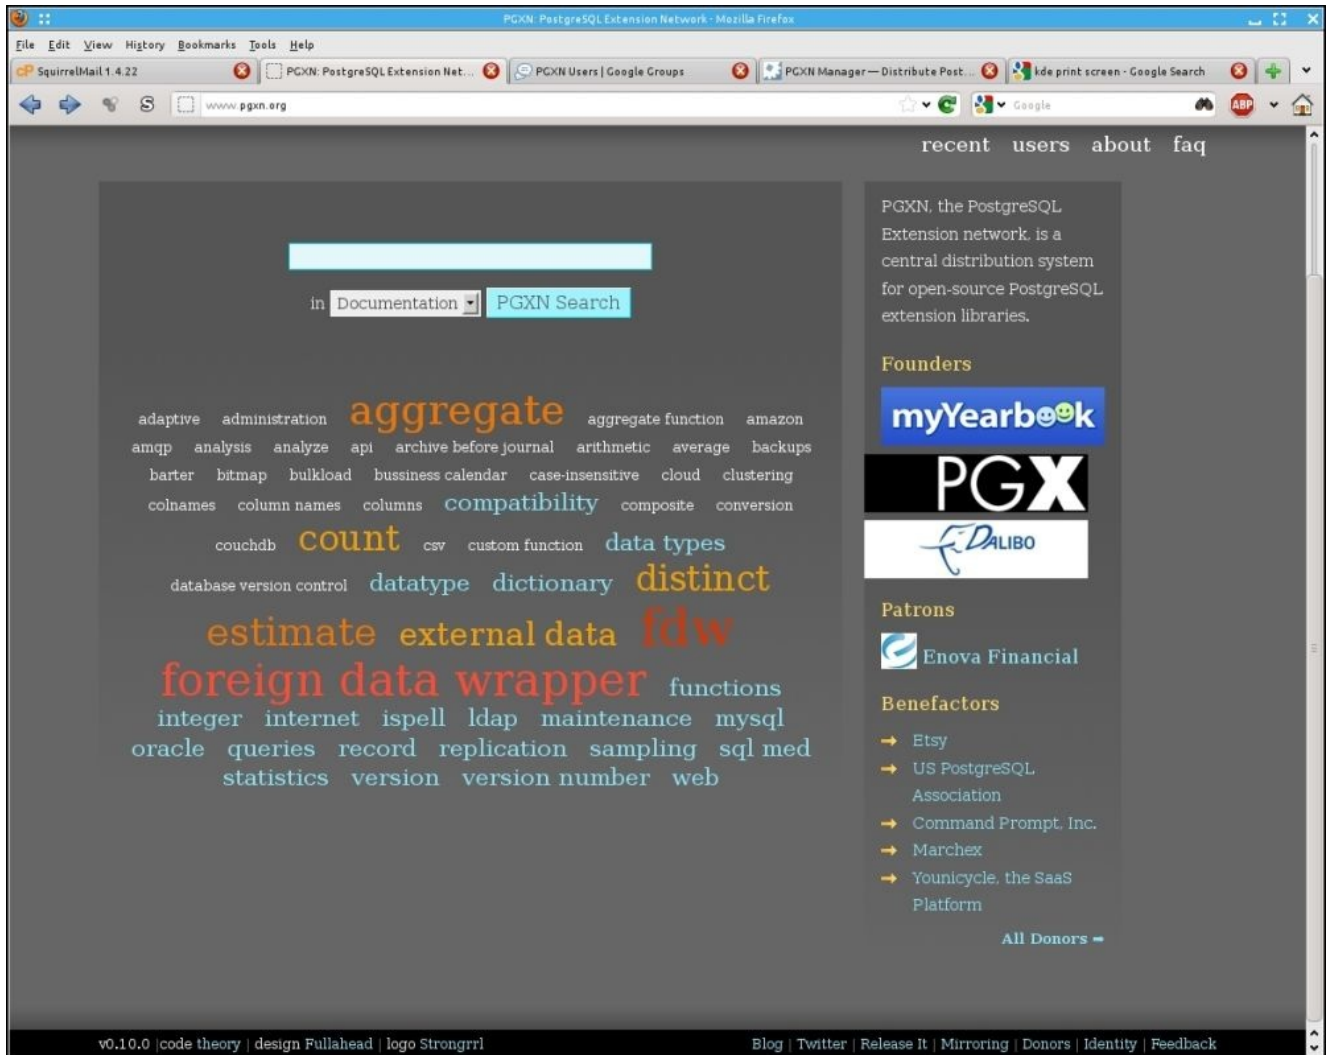 PGXN: PostgreSQL Extension Network - Mozilla Firefox
File Edit View History Bookmarks Tools Help
cP SquirrelMail 1.4.22 PGXN: PostgreSQL Extension Net... PGXN Users | Google Groups PGXN Manager — Distribute Post... kde print screen - Google Search
S www.pgxn.org Google ABP
recent users about faq
in Documentation PGXN Search
adaptive administration aggregate aggregate function amazon
amqp analysis analyze api archive before journal arithmetic average backups
barter bitmap bulkload bussiness calendar case-insensitive cloud clustering
colnames column names columns compatibility composite conversion
couchdb count csv custom function data types
database version control datatype dictionary distinct
estimate external data fdw
foreign data wrapper functions
integer internet ispell ldap maintenance mysql
oracle queries record replication sampling sql med
statistics version version number web
PGXN, the PostgreSQL
Extension network, is a
central distribution system
for open-source PostgreSQL
extension libraries.
Founders
myYearbook
PGX
DALIBO
Patrons
Enova Financial
Benefactors
→ Etsy
→ US PostgreSQL
Association
→ Command Prompt, Inc.
→ Marchex
→ Younicycle, the SaaS
Platform
All Donors ➡
v0.10.0 |code theory | design Fullahead | logo Strongrrl Blog | Twitter | Release It | Mirroring | Donors | Identity | Feedback